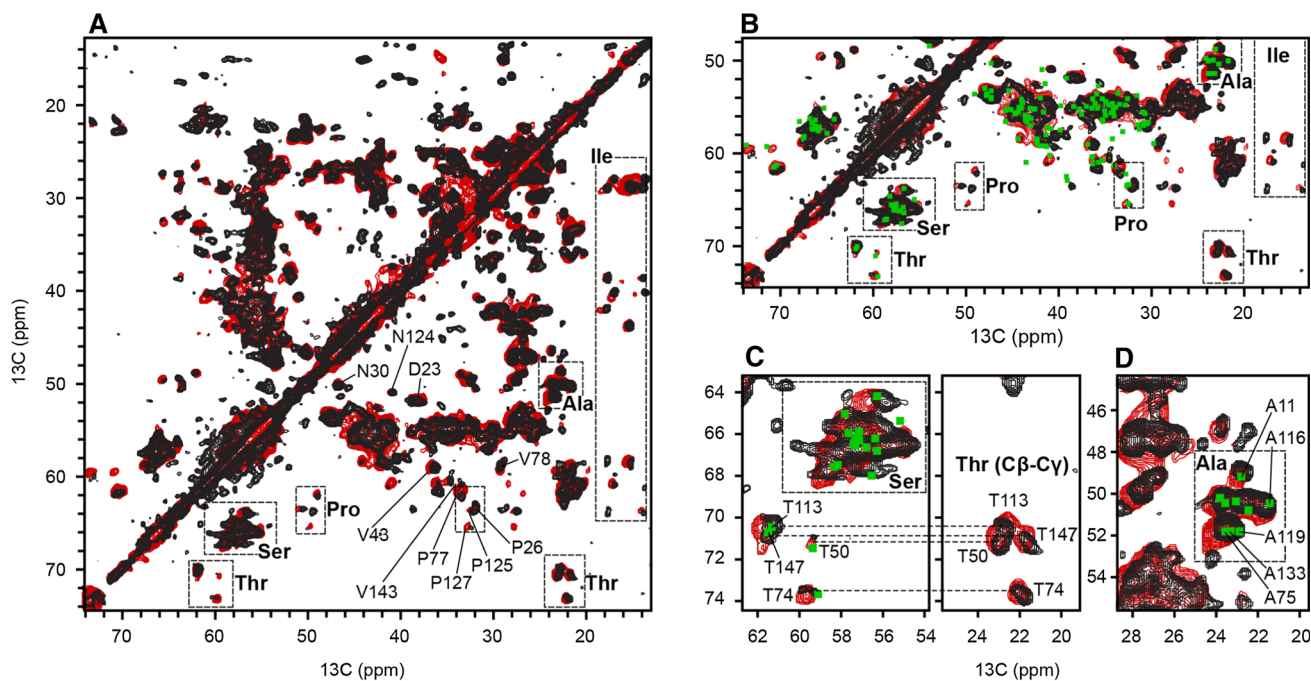 A
20
30
40
50
60
70
70
60
50
40
30
20
13C (ppm)
13C (ppm)
Ile
N124
N30
D23
Ala
V78
Pro
V43
P77
P26
P125
P127
V143
Ser
Thr
Thr
B
50
60
70
70
60
50
40
30
20
13C (ppm)
Ala
Ile
Pro
Pro
Ser
Thr
Thr
C
64
66
68
70
72
74
62
60
58
56
54
Ser
T113
T50
T147
T74
Thr (Cβ-Cγ)
T113
T147
T50
T74
24
22
20
13C (ppm)
D
46
48
50
52
54
28
26
24
22
20
Ala
A11
A116
A119
A133
A75